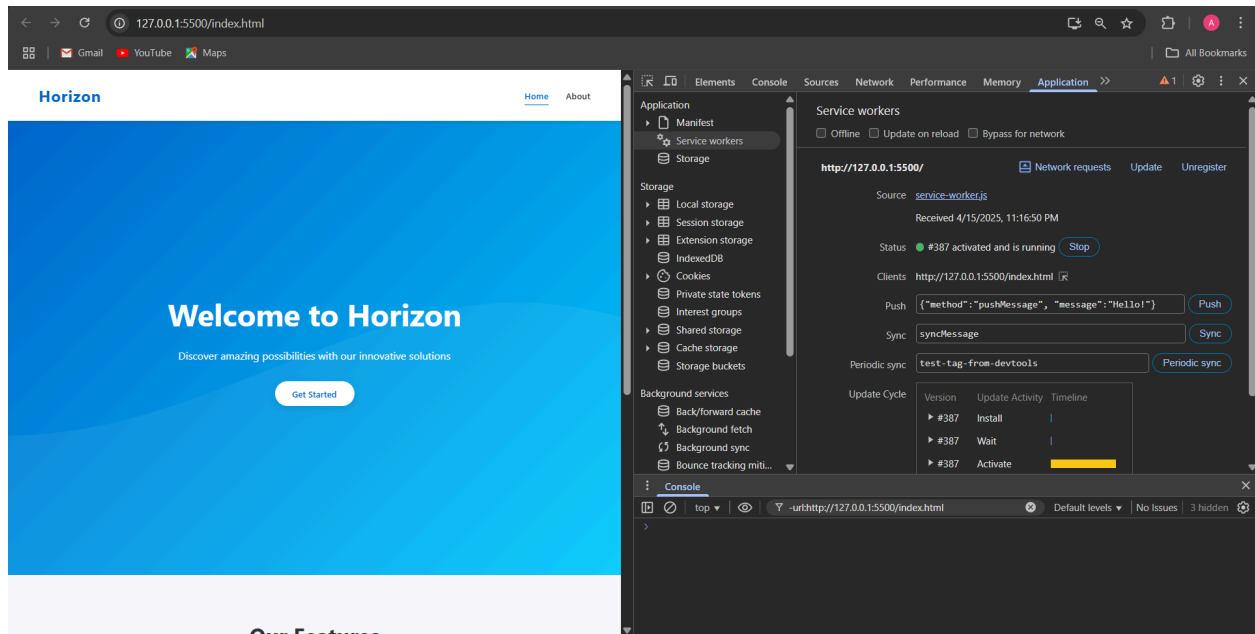 127.0.0.1:5500/index.html
A
Gmail YouTube Maps All Bookmarks
Horizon
Home About
Welcome to Horizon
Discover amazing possibilities with our innovative solutions
Get Started
Elements Console Sources Network Performance Memory Application 1
Application
Manifest
Service workers
Storage
Storage
Local storage
Session storage
Extension storage
IndexedDB
Cookies
Private state tokens
Interest groups
Shared storage
Cache storage
Storage buckets
Background services
Back/forward cache
Background fetch
Background sync
Bounce tracking miti...
Service workers
Offline Update on reload Bypass for network
http://127.0.0.1:5500/ Network requests Update Unregister
Source service-worker.js
Received 4/15/2025, 11:16:50 PM
Status #387 activated and is running Stop
Clients http://127.0.0.1:5500/index.html
Push {"method":"pushMessage", "message":"Hello!"} Push
Sync syncMessage Sync
Periodic sync test-tag-from-devtools Periodic sync
Update Cycle Version Update Activity Timeline
#387 Install
#387 Wait
#387 Activate
Console
top -url:http://127.0.0.1:5500/index.html Default levels No Issues 3 hidden
Our Features